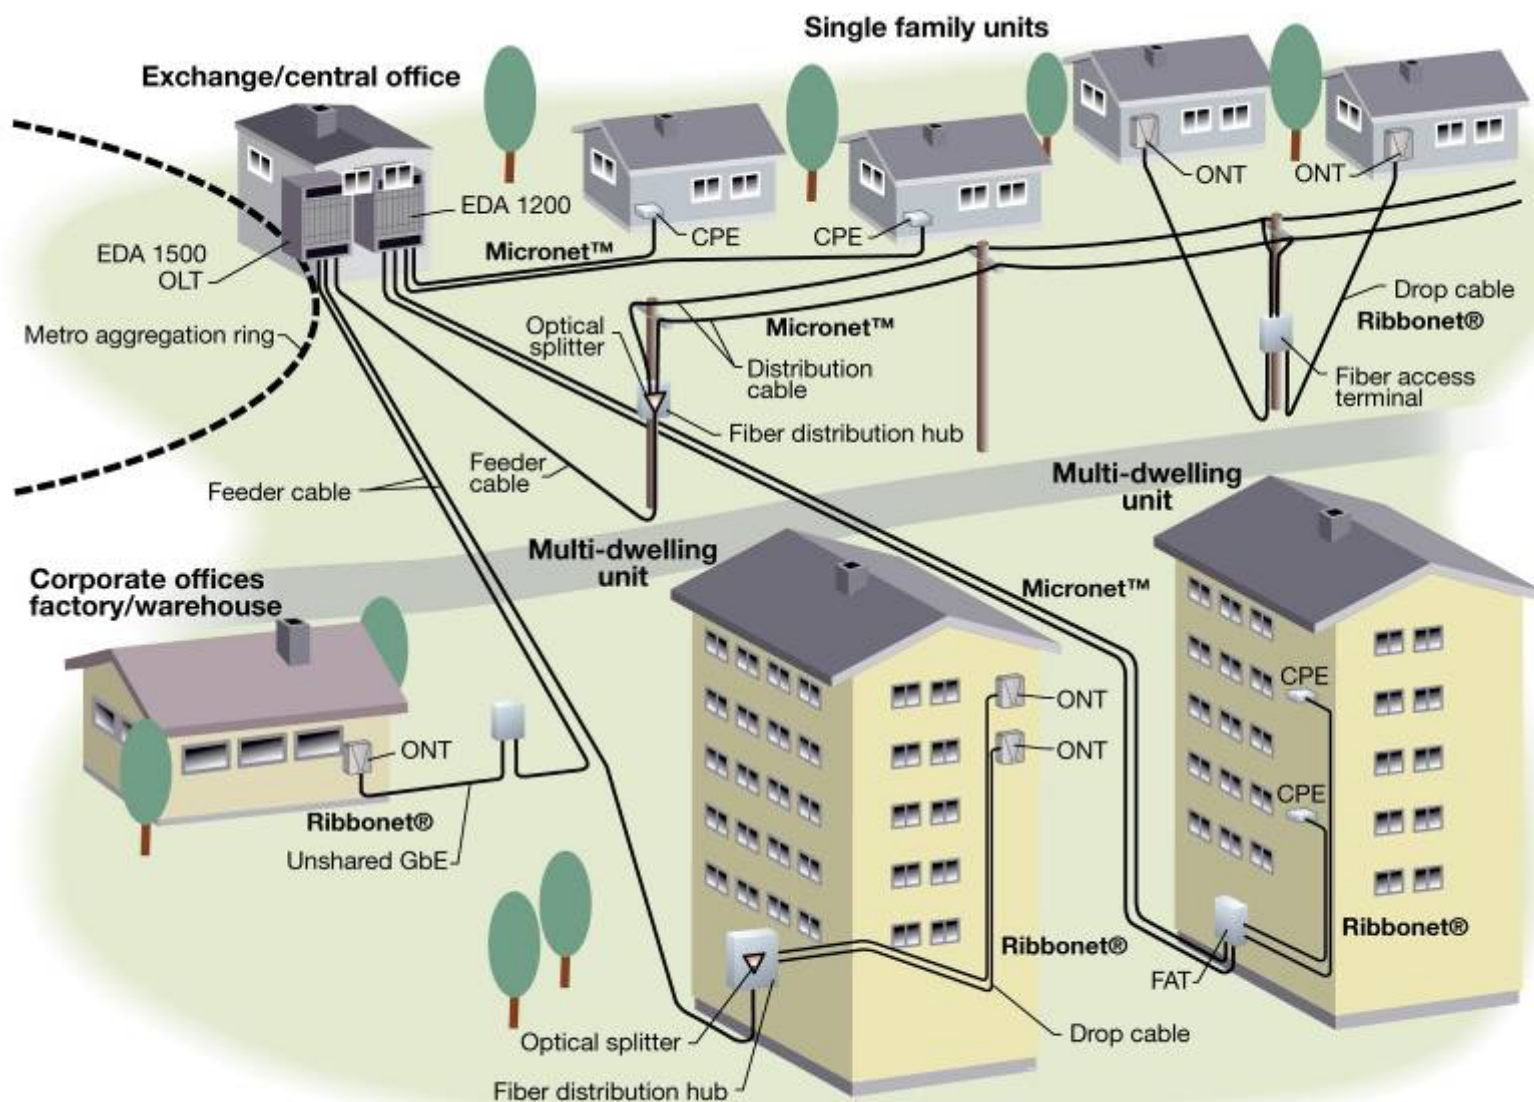 Single family units
Exchange/central office
ONT
ONT
EDA 1200
CPE
CPE
Micronet™
EDA 1500
OLT
Metro aggregation ring
Optical
splitter
Micronet™
Drop cable
Ribbonet®
Distribution
cable
Fiber access
terminal
Fiber distribution hub
Feeder
cable
Feeder cable
Multi-dwelling
unit
Multi-dwelling
unit
Corporate offices
factory/warehouse
Micronet™
CPE
ONT
ONT
ONT
CPE
Ribbonet®
Unshared GbE
Ribbonet®
Ribbonet®
FAT
Drop cable
Optical splitter
Fiber distribution hub